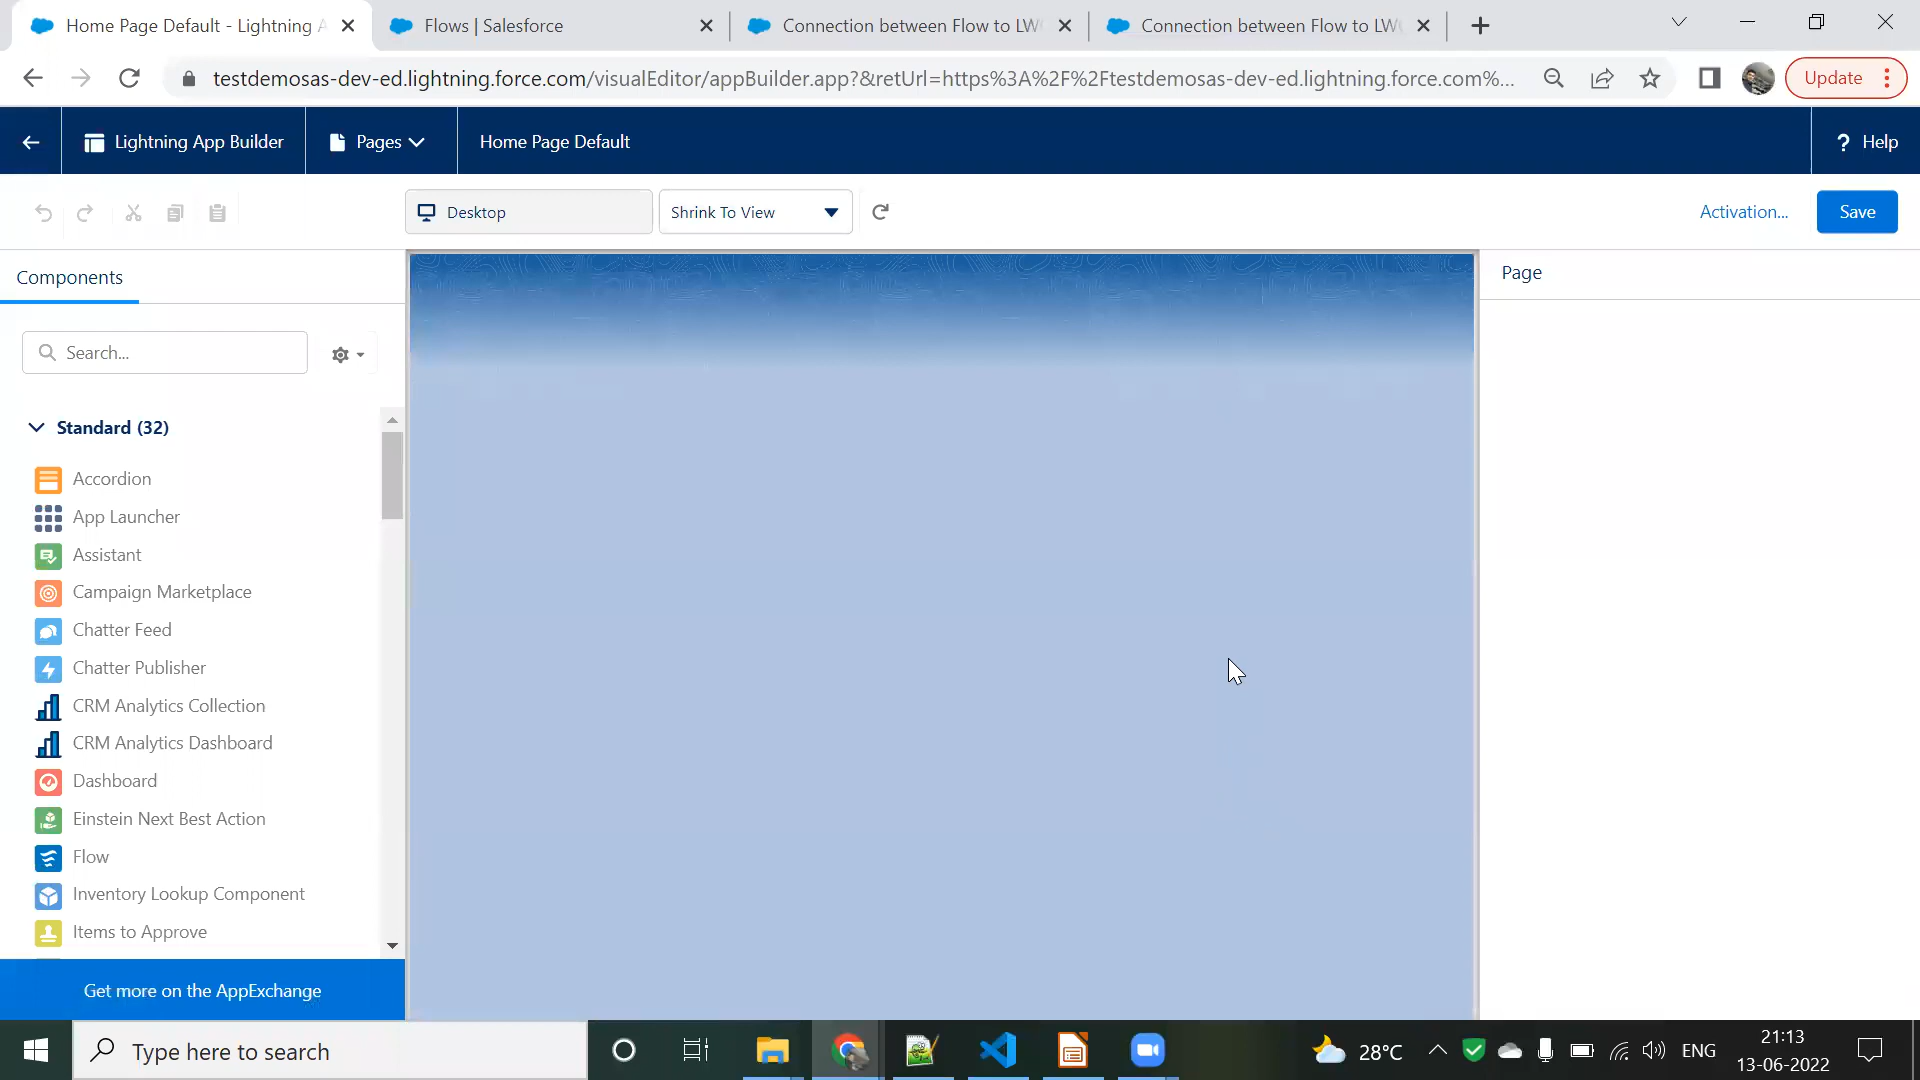 Home Page Default - Lightning A
Flows | Salesforce
Connection between Flow to LW
Connection between Flow to LW
testdemosas-dev-ed.lightning.force.com/visualEditor/appBuilder.app?&retUrl=https%3A%2F%2Ftestdemosas-dev-ed.lightning.force.com%...
Update
Lightning App Builder
Pages
Home Page Default
? Help
Desktop
Shrink To View
Activation...
Save
Components
Page
Search...
Standard (32)
Accordion
App Launcher
Assistant
Campaign Marketplace
Chatter Feed
Chatter Publisher
CRM Analytics Collection
CRM Analytics Dashboard
Dashboard
Einstein Next Best Action
Flow
Inventory Lookup Component
Items to Approve
Get more on the AppExchange
Type here to search
28°C
ENG
21:13
13-06-2022